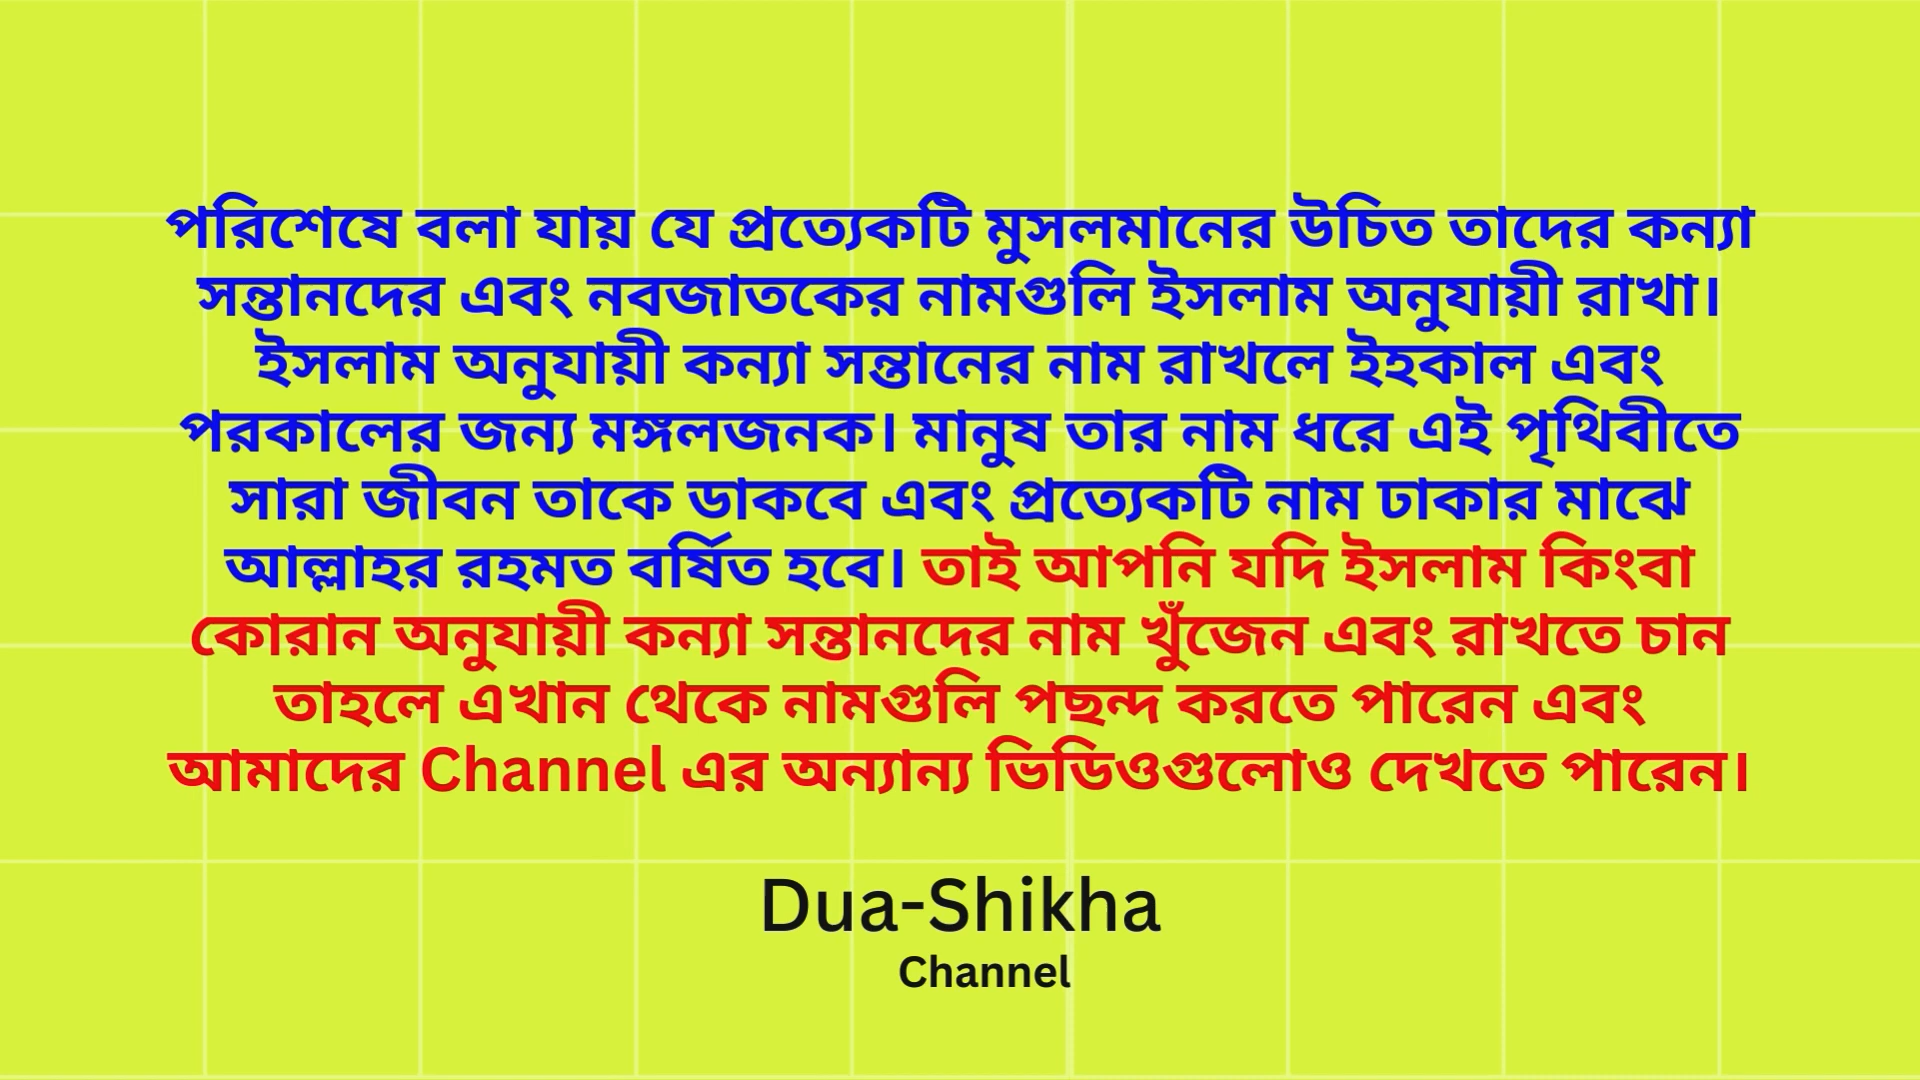 পরিশেষে বলা যায় যে প্রত্যেকটি মুসলমানের উচিত তাদের কন্যা
সন্তানদের এবং নবজাতকের নামগুলি ইসলাম অনুযায়ী রাখা।
ইসলাম অনুযায়ী কন্যা সন্তানের নাম রাখলে ইহকাল এবং
পরকালের জন্য মঙ্গলজনক। মানুষ তার নাম ধরে এই পৃথিবীতে
সারা জীবন তাকে ডাকবে এবং প্রত্যেকটি নাম ঢাকার মাঝে
আল্লাহর রহমত বর্ষিত হবে। তাই আপনি যদি ইসলাম কিংবা
কোরান অনুযায়ী কন্যা সন্তানদের নাম খুঁজেন এবং রাখতে চান
তাহলে এখান থেকে নামগুলি পছন্দ করতে পারেন এবং
আমাদের Channel এর অন্যান্য ভিডিওগুলোও দেখতে পারেন।
Dua-Shikha
Channel